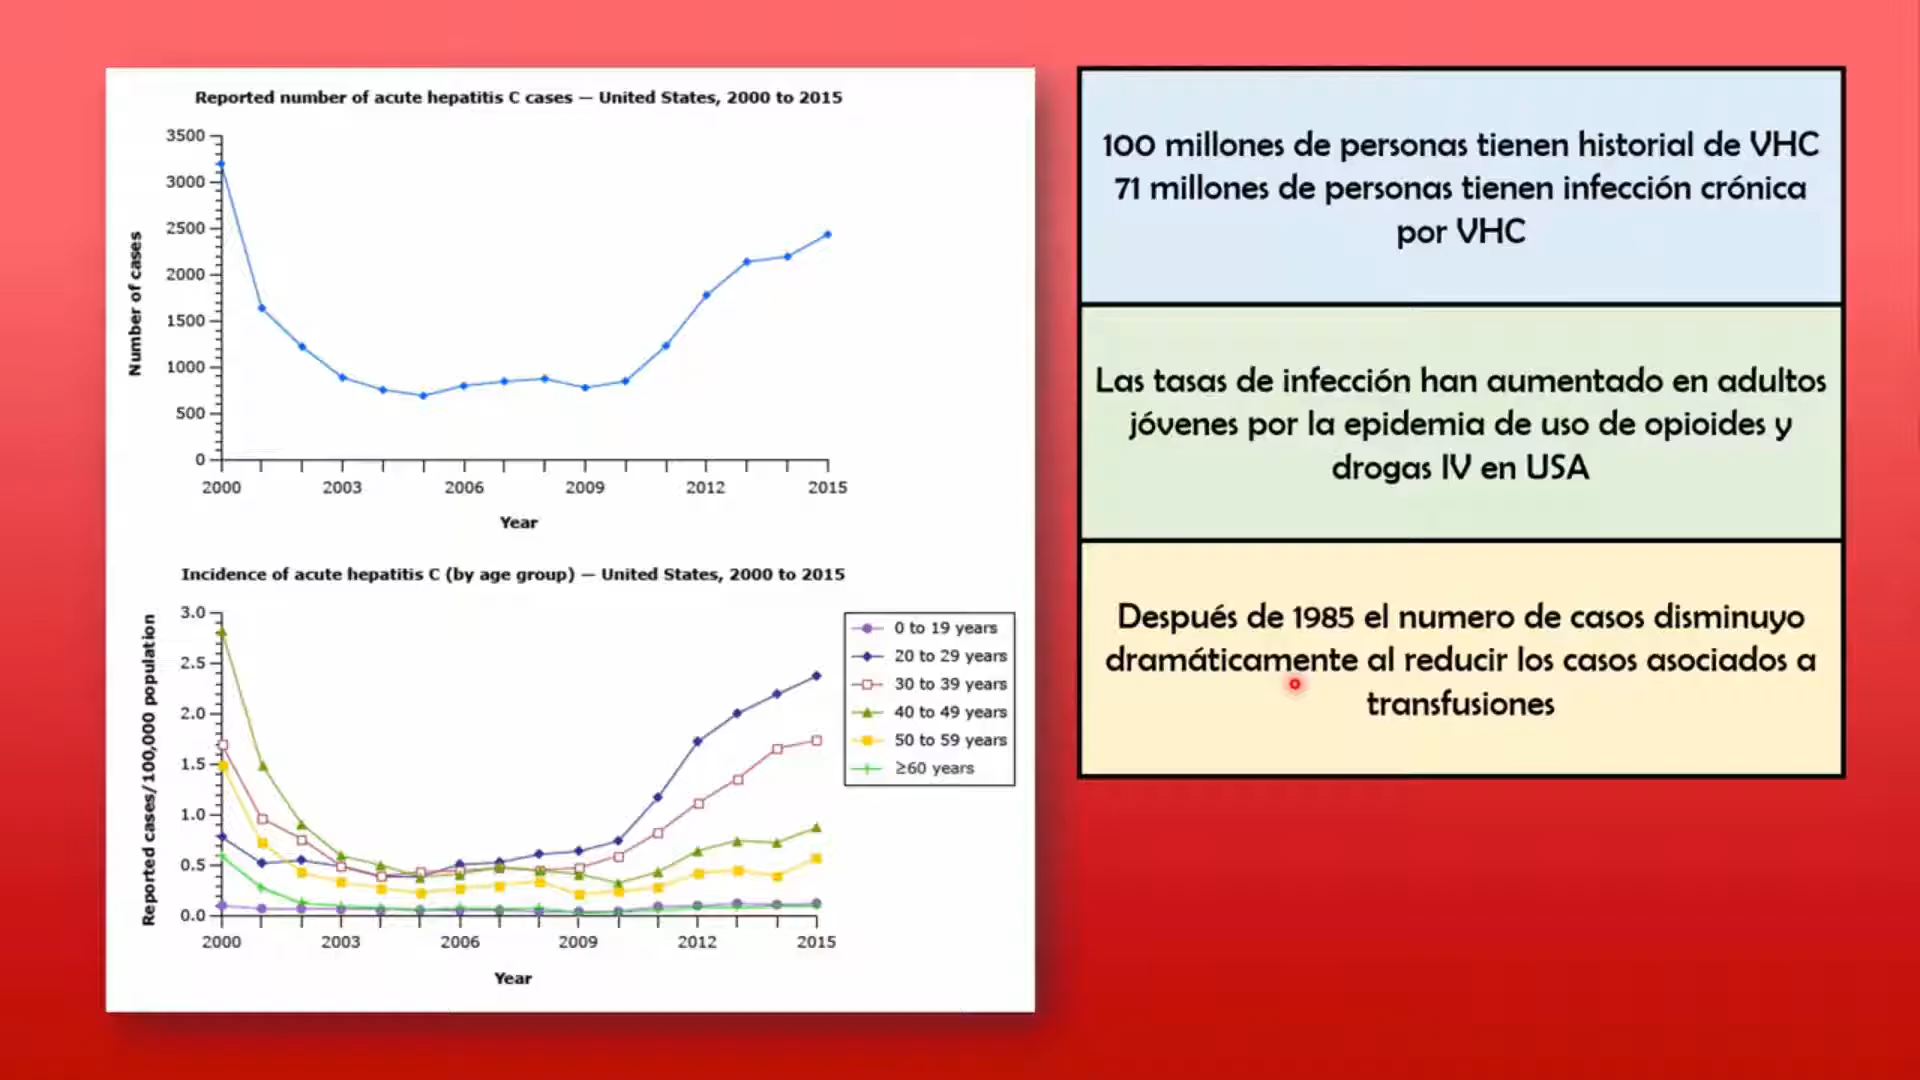 Reported number of acute hepatitis C cases — United States, 2000 to 2015
3500
3000
2500
2000
1500
1000
500
0
Number of cases
2000 2003 2006 2009 2012 2015
Year
Incidence of acute hepatitis C (by age group) — United States, 2000 to 2015
3.0
2.5
2.0
1.5
1.0
0.5
0.0
Reported cases/100,000 population
2000 2003 2006 2009 2012 2015
Year
0 to 19 years
20 to 29 years
30 to 39 years
40 to 49 years
50 to 59 years
≥60 years
100 millones de personas tienen historial de VHC
71 millones de personas tienen infección crónica
por VHC
Las tasas de infección han aumentado en adultos
jóvenes por la epidemia de uso de opioides y
drogas IV en USA
Después de 1985 el numero de casos disminuyo
dramáticamente al reducir los casos asociados a
transfusiones